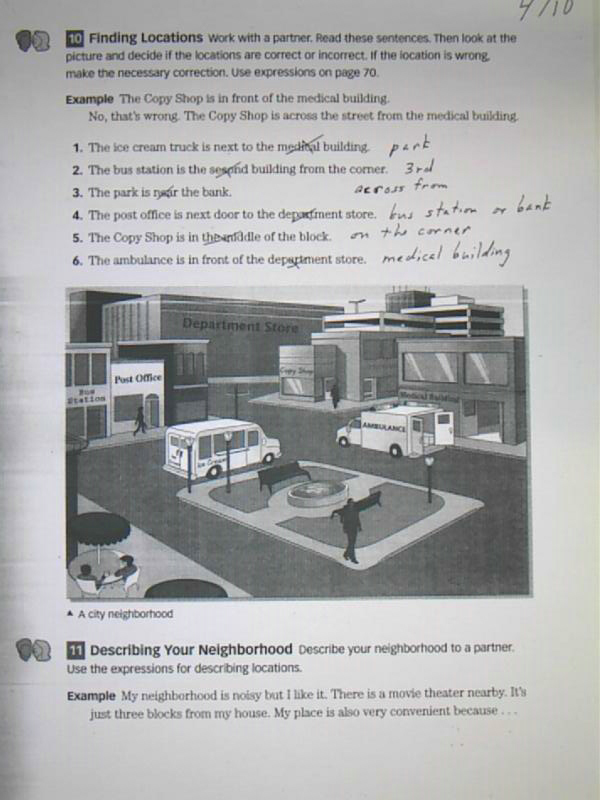 4/10
10 Finding Locations Work with a partner. Read these sentences. Then look at the
picture and decide if the locations are correct or incorrect. If the location is wrong,
make the necessary correction. Use expressions on page 70.
Example The Copy Shop is in front of the medical building.
No, that's wrong. The Copy Shop is across the street from the medical building.
1. The ice cream truck is next to the medical building. park
2. The bus station is the second building from the corner. 3rd
3. The park is near the bank. across from
4. The post office is next door to the department store. bus station or bank
5. The Copy Shop is in the middle of the block. on the corner
6. The ambulance is in front of the department store. medical building
Department Store
Copy Shop
Post Office
Bus
Station
Medical Building
AMBULANCE
Ice Cream
▲ A city neighborhood
11 Describing Your Neighborhood Describe your neighborhood to a partner.
Use the expressions for describing locations.
Example My neighborhood is noisy but I like it. There is a movie theater nearby. It's
just three blocks from my house. My place is also very convenient because . . .